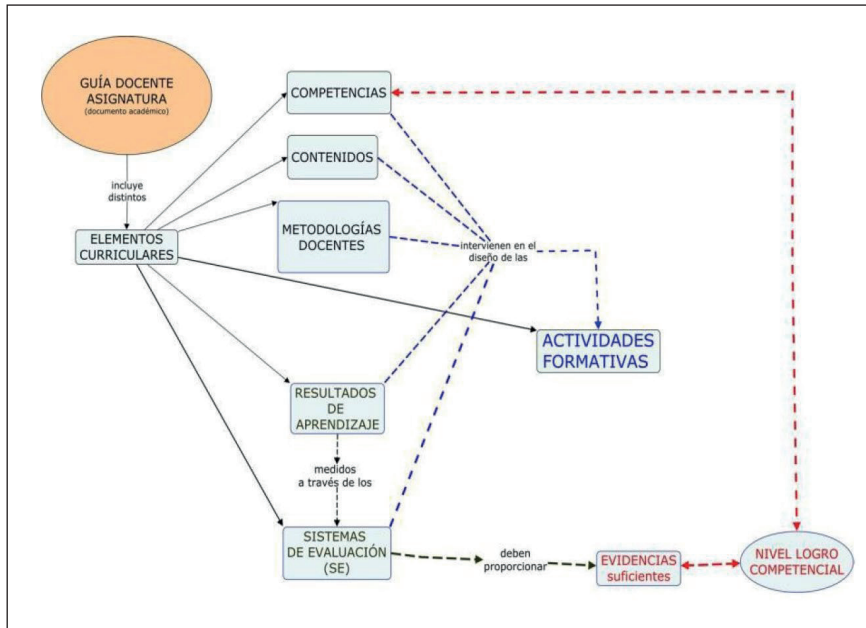 GUÍA DOCENTE
ASIGNATURA
(documento académico)
incluye
distintos
ELEMENTOS
CURRICULARES
COMPETENCIAS
CONTENIDOS
METODOLOGÍAS
DOCENTES
intervienen en el
diseño de las
ACTIVIDADES
FORMATIVAS
RESULTADOS
DE
APRENDIZAJE
medidos
a través de los
SISTEMAS
DE EVALUACIÓN
(SE)
deben
proporcionar
EVIDENCIAS
suficientes
NIVEL LOGRO
COMPETENCIAL